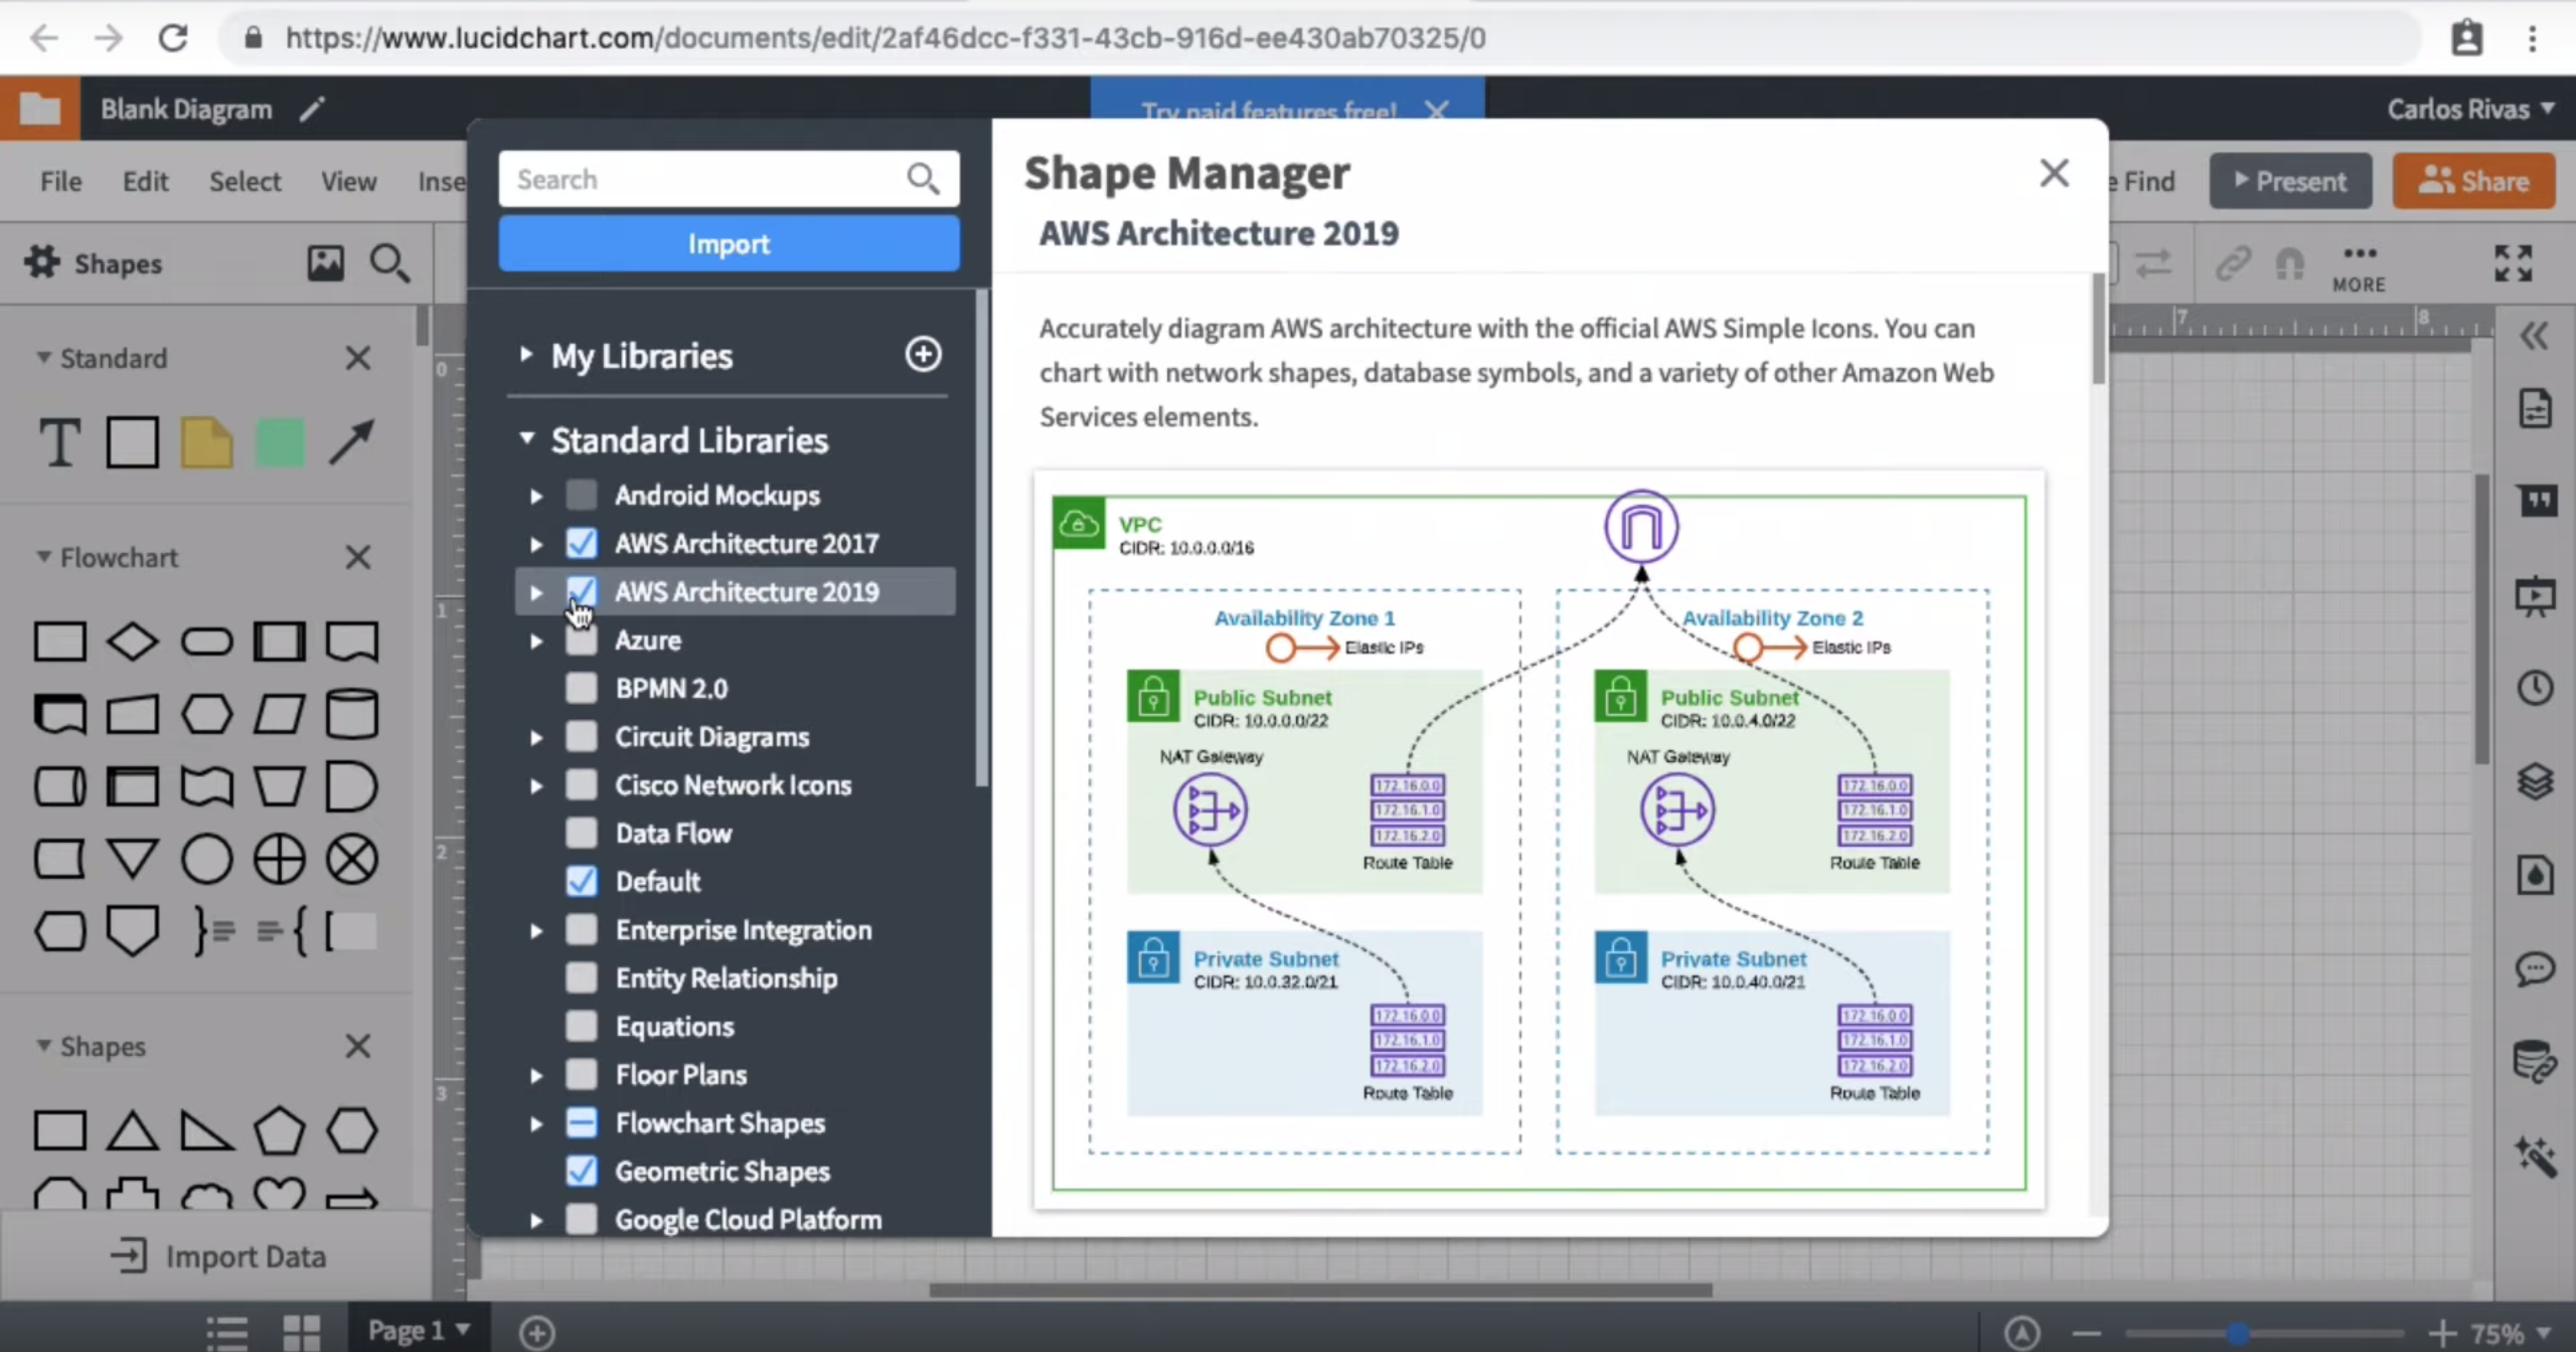 https://www.lucidchart.com/documents/edit/2af46dcc-f331-43cb-916d-ee430ab70325/0
Blank Diagram
Try paid features free!
Carlos Rivas
File Edit Select View Inse
e Find
Present
Share
Shapes
MORE
7 8
Standard
T
Flowchart
Shapes
Import Data
0
1
2
3
Search
Import
My Libraries
Standard Libraries
Android Mockups
AWS Architecture 2017
AWS Architecture 2019
Azure
BPMN 2.0
Circuit Diagrams
Cisco Network Icons
Data Flow
Default
Enterprise Integration
Entity Relationship
Equations
Floor Plans
Flowchart Shapes
Geometric Shapes
Google Cloud Platform
Shape Manager
AWS Architecture 2019
Accurately diagram AWS architecture with the official AWS Simple Icons. You can
chart with network shapes, database symbols, and a variety of other Amazon Web
Services elements.
VPC
CIDR: 10.0.0.0/16
Availability Zone 1
Elastic IPs
Public Subnet
CIDR: 10.0.0.0/22
NAT Gateway
172.16.0.0
172.16.1.0
172.16.2.0
Route Table
Private Subnet
CIDR: 10.0.32.0/21
172.16.0.0
172.16.1.0
172.16.2.0
Route Table
Availability Zone 2
Elastic IPs
Public Subnet
CIDR: 10.0.4.0/22
NAT Gateway
172.16.0.0
172.16.1.0
172.16.2.0
Route Table
Private Subnet
CIDR: 10.0.40.0/21
172.16.0.0
172.16.1.0
172.16.2.0
Route Table
Page 1
75%